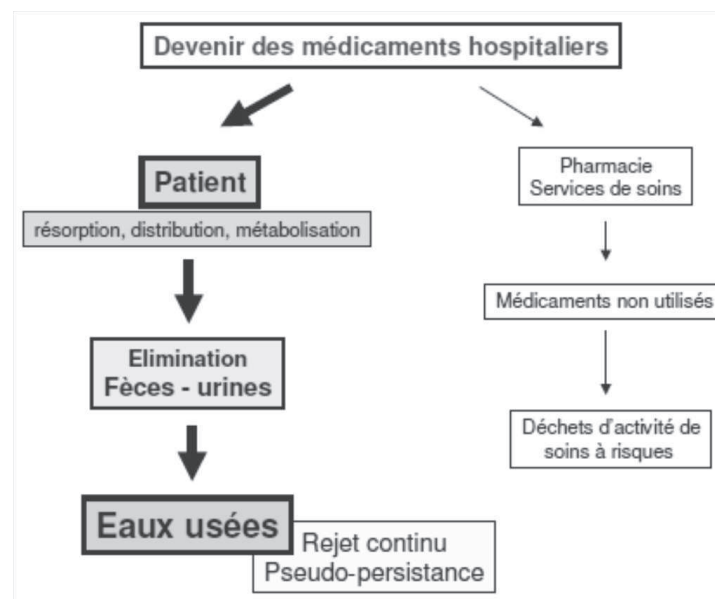 Devenir des médicaments hospitaliers
Patient
résorption, distribution, métabolisation
Elimination
Fèces - urines
Eaux usées
Rejet continu
Pseudo-persistance
Pharmacie
Services de soins
Médicaments non utilisés
Déchets d'activité de
soins à risques